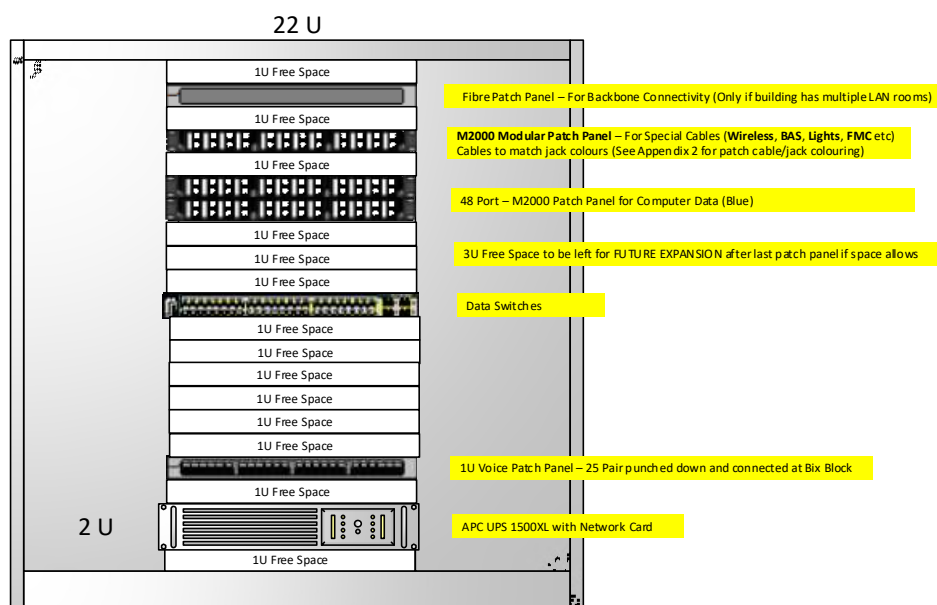 22 U
1U Free Space
Fibre Patch Panel – For Backbone Connectivity (Only if building has multiple LAN rooms)
1U Free Space
M2000 Modular Patch Panel – For Special Cables (Wireless, BAS, Lights, FMC etc)
Cables to match jack colours (See Appendix 2 for patch cable/jack colouring)
1U Free Space
48 Port – M2000 Patch Panel for Computer Data (Blue)
1U Free Space
1U Free Space
3U Free Space to be left for FUTURE EXPANSION after last patch panel if space allows
1U Free Space
Data Switches
1U Free Space
1U Free Space
1U Free Space
1U Free Space
1U Free Space
1U Free Space
1U Voice Patch Panel – 25 Pair punched down and connected at Bix Block
1U Free Space
2 U
APC UPS 1500XL with Network Card
1U Free Space